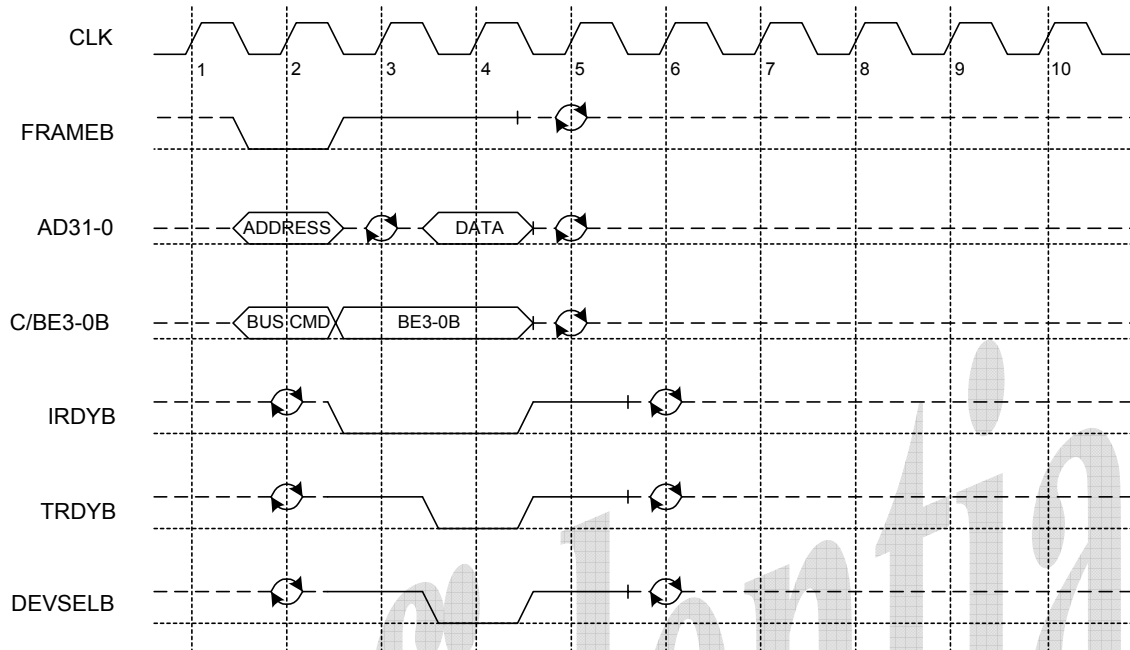 CLK
1 2 3 4 5 6 7 8 9 10
FRAMEB
AD31-0
ADDRESS DATA
C/BE3-0B
BUS CMD BE3-0B
IRDYB
TRDYB
DEVSELB